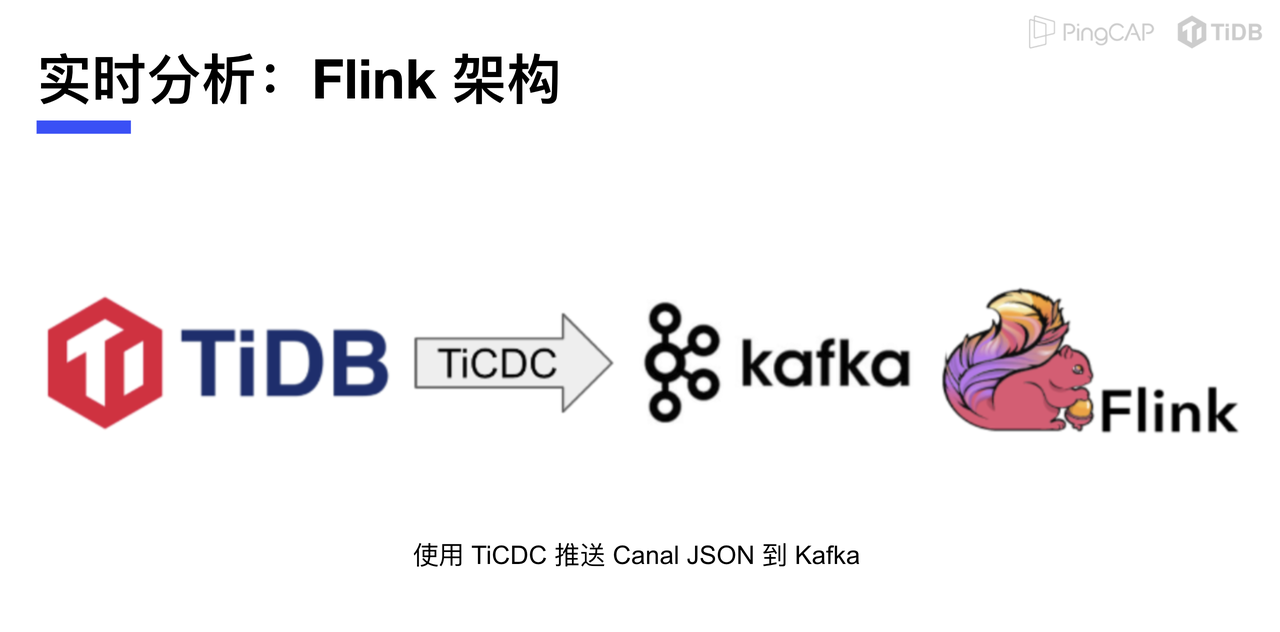 PingCAP TiDB
实时分析：Flink 架构
TiDB TiCDC kafka Flink
使用 TiCDC 推送 Canal JSON 到 Kafka